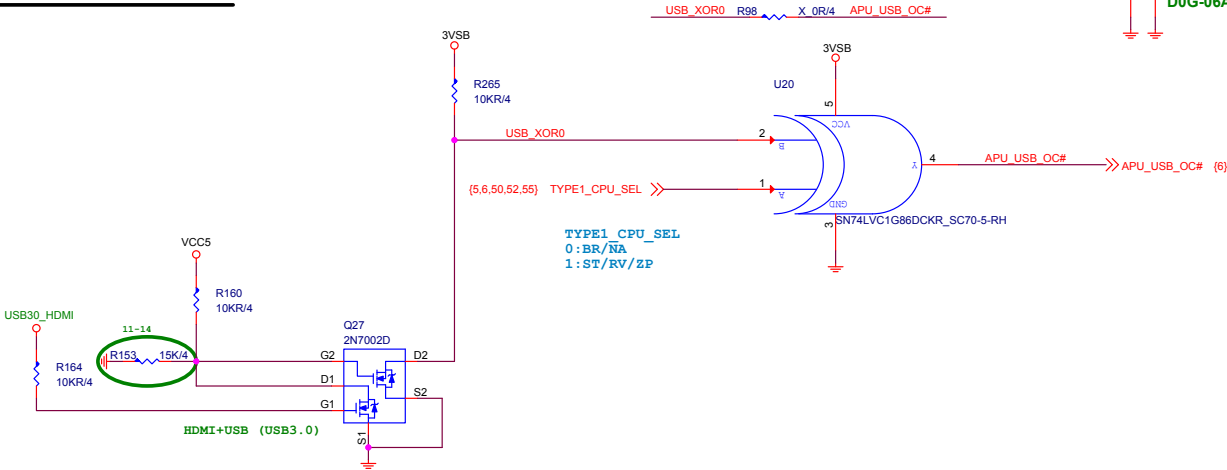 USB_XOR0 R98 X_0R/4 APU_USB_OC#
3VSB
R265
10KR/4
3VSB
U20
5
VCC
USB_XOR0
2
B
Y
4
APU_USB_OC#
APU_USB_OC# {6}
{5,6,50,52,55} TYPE1_CPU_SEL
1
A
GND
3
SN74LVC1G86DCKR_SC70-5-RH
TYPE1_CPU_SEL
0:BR/NA
1:ST/RV/ZP
VCC5
R160
10KR/4
USB30_HDMI
11-14
R153 15K/4
R164
10KR/4
Q27
2N7002D
G2
D2
D1
S2
G1
S1
HDMI+USB (USB3.0)